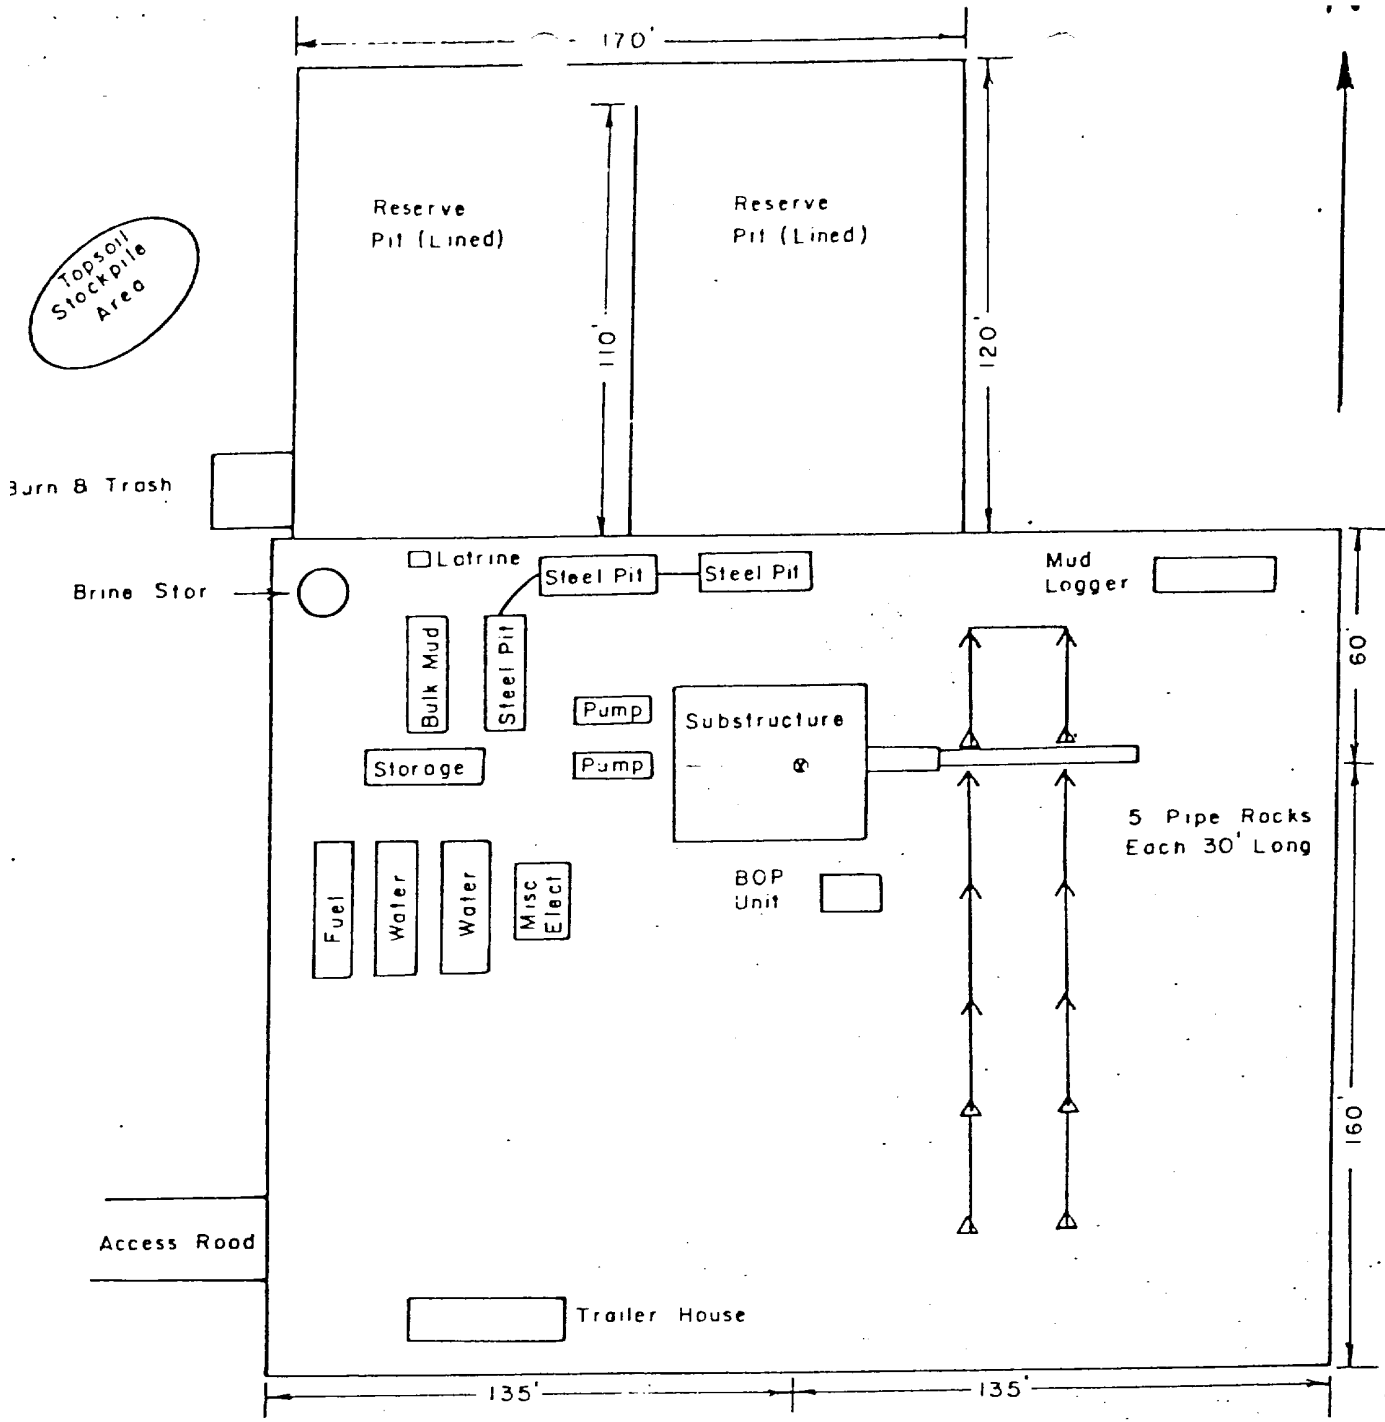 170'
Reserve
Pit (Lined)
Reserve
Pit (Lined)
110'
120'
Topsoil
Stockpile
Area
Burn & Trash
Brine Stor
Latrine
Steel Pit
Steel Pit
Mud
Logger
Bulk Mud
Steel Pit
60'
Pump
Substructure
Storage
Pump
5 Pipe Racks
Each 30' Long
Fuel
Water
Water
Misc
Elect
BOP
Unit
160'
Access Road
Trailer House
135'
135'